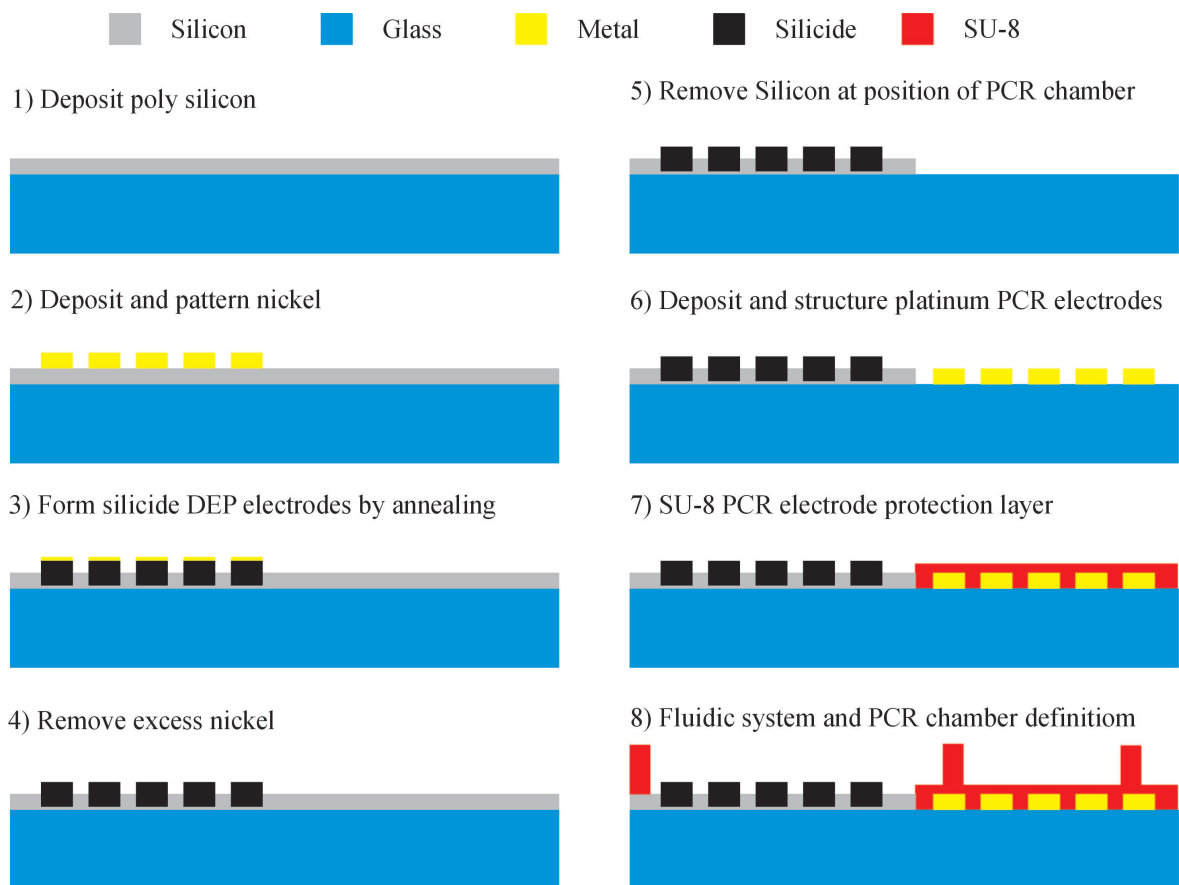 Silicon Glass Metal Silicide SU-8
1) Deposit poly silicon
2) Deposit and pattern nickel
3) Form silicide DEP electrodes by annealing
4) Remove excess nickel
5) Remove Silicon at position of PCR chamber
6) Deposit and structure platinum PCR electrodes
7) SU-8 PCR electrode protection layer
8) Fluidic system and PCR chamber definitiom